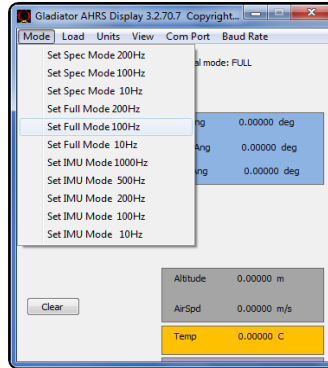 Gladiator AHRS Display 3.2.70.7 Copyright...
Mode Load Units View Com Port Baud Rate
Set Spec Mode 200Hz
Set Spec Mode 100Hz
al mode: FULL
Set Spec Mode 10Hz
Set Full Mode 200Hz
Set Full Mode 100Hz
ng 0.00000 deg
Set Full Mode 10Hz
Ang 0.00000 deg
Set IMU Mode 1000Hz
ng 0.00000 deg
Set IMU Mode 500Hz
Set IMU Mode 200Hz
Set IMU Mode 100Hz
Set IMU Mode 10Hz
Altitude 0.00000 m
Clear
AirSpd 0.00000 m/s
Temp 0.00000 C